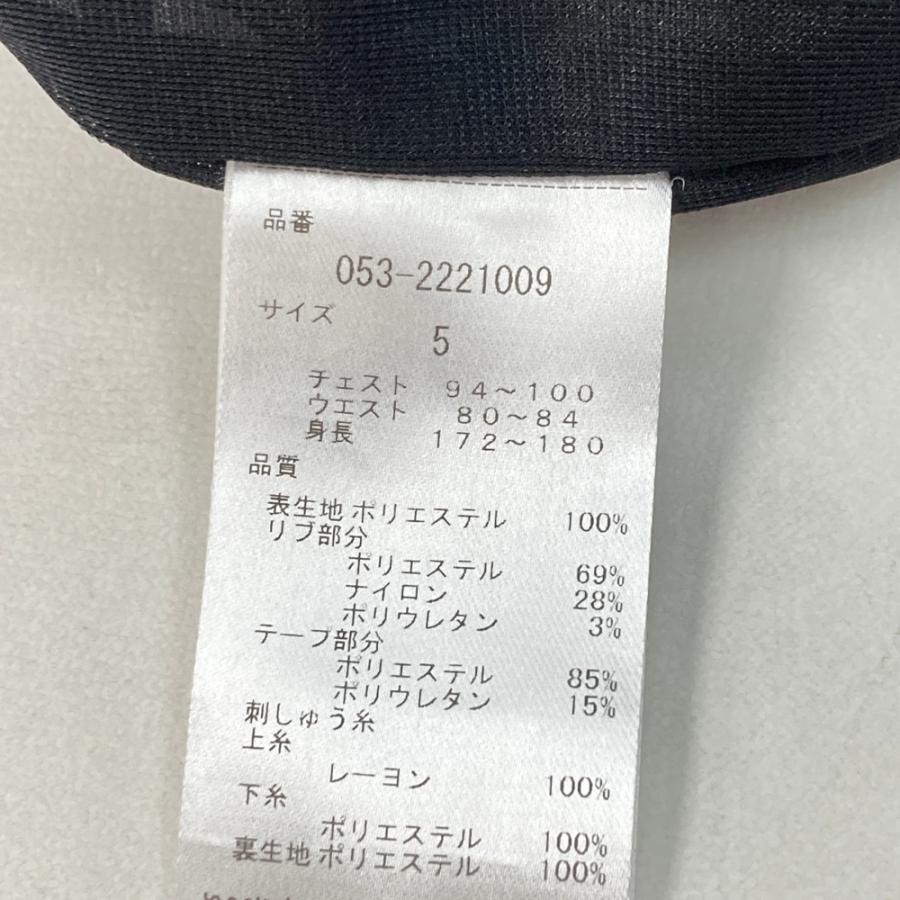 品番
053-2221009
サイズ
5
チェスト 94～100
ウエスト 80～84
身長 172～180
品質
表生地 ポリエステル 100%
リブ部分
ポリエステル 69%
ナイロン 28%
ポリウレタン 3%
テープ部分
ポリエステル 85%
ポリウレタン 15%
刺しゅう糸
上糸
レーヨン 100%
下糸
ポリエステル 100%
裏生地 ポリエステル 100%